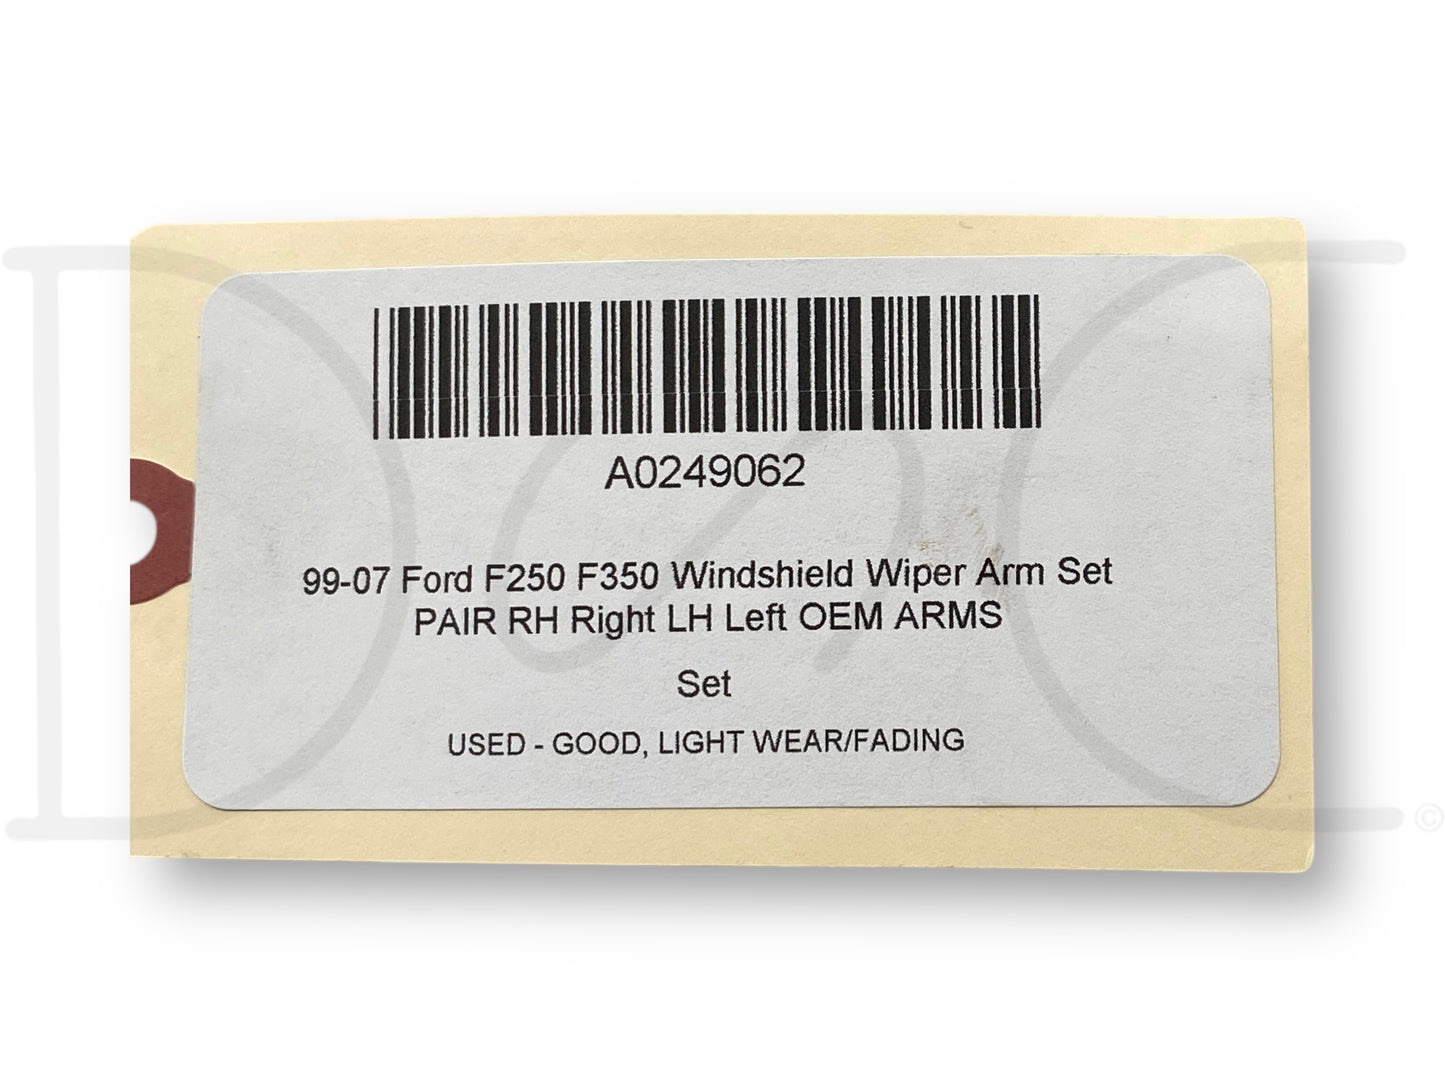 A0249062
99-07 Ford F250 F350 Windshield Wiper Arm Set
PAIR RH Right LH Left OEM ARMS
Set
USED - GOOD, LIGHT WEAR/FADING
©